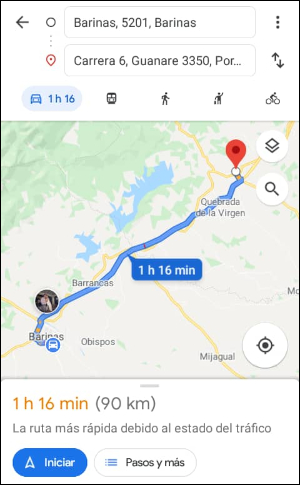 Barinas, 5201, Barinas
Carrera 6, Guanare 3350, Por...
1 h 16
Quebrada
de la Virgen
1 h 16 min
Barrancas
Barinas
Obispos
Mijagual
1 h 16 min (90 km)
La ruta más rápida debido al estado del tráfico
Iniciar
Pasos y más